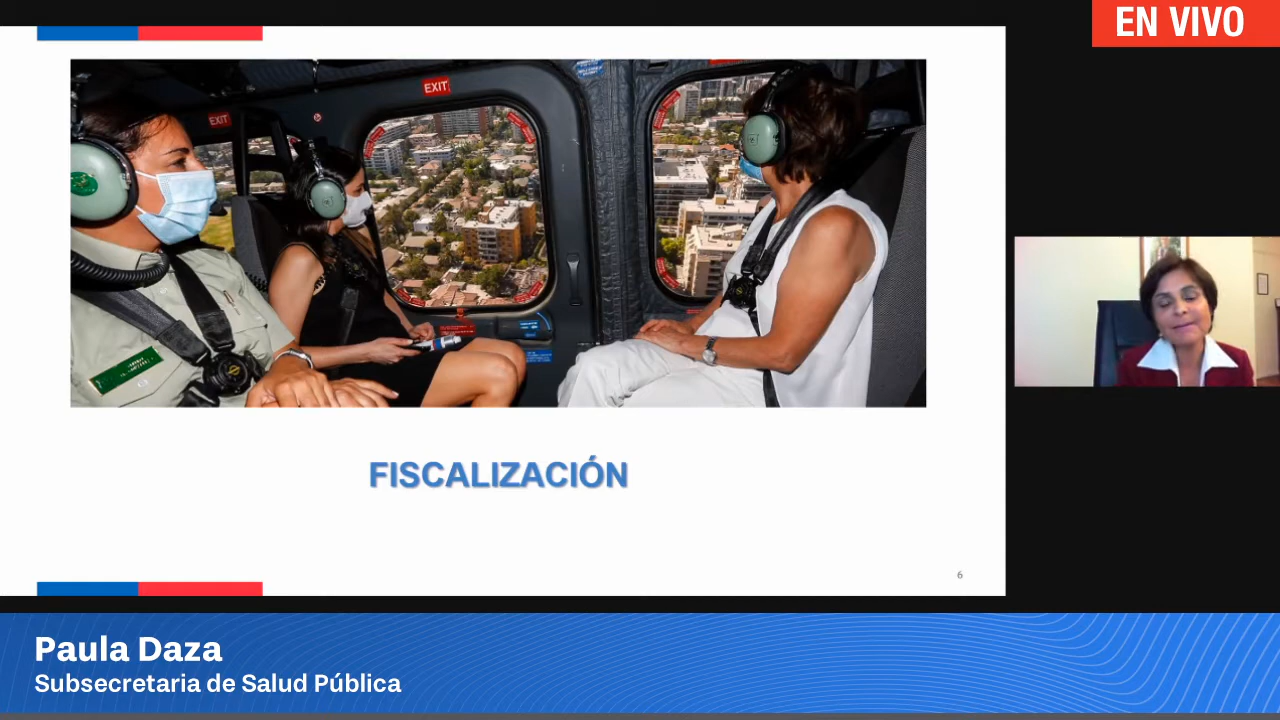 EN VIVO
EXIT
EXIT
FISCALIZACIÓN
6
Paula Daza
Subsecretaria de Salud Pública